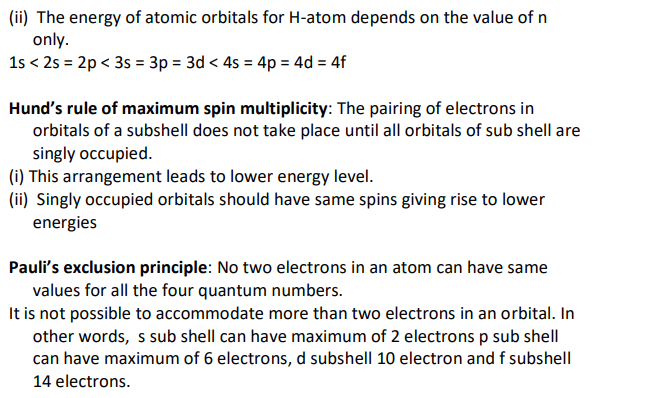 (ii) The energy of atomic orbitals for H-atom depends on the value of n
only.
1s < 2s = 2p < 3s = 3p = 3d < 4s = 4p = 4d = 4f
Hund's rule of maximum spin multiplicity: The pairing of electrons in
orbitals of a subshell does not take place until all orbitals of sub shell are
singly occupied.
(i) This arrangement leads to lower energy level.
(ii) Singly occupied orbitals should have same spins giving rise to lower
energies
Pauli's exclusion principle: No two electrons in an atom can have same
values for all the four quantum numbers.
It is not possible to accommodate more than two electrons in an orbital. In
other words, s sub shell can have maximum of 2 electrons p sub shell
can have maximum of 6 electrons, d subshell 10 electron and f subshell
14 electrons.